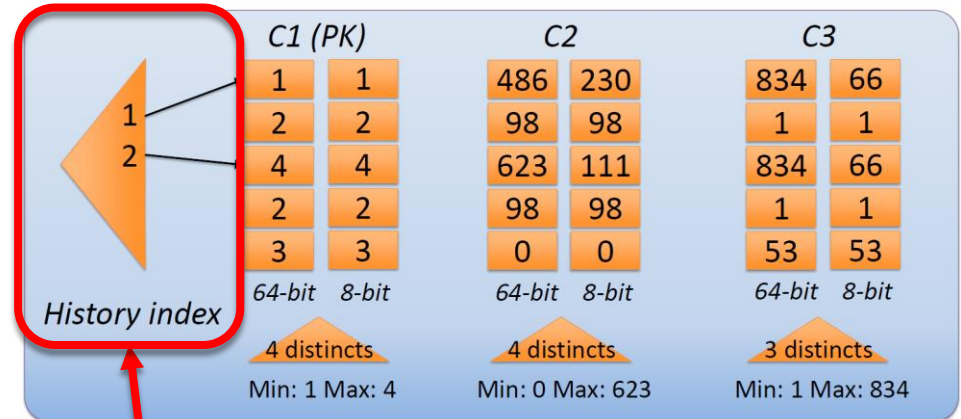 C1 (PK) C2 C3
1 1 486 230 834 66
1
2 2 98 98 1 1
2
4 4 623 111 834 66
2 2 98 98 1 1
3 3 0 0 53 53
64-bit 8-bit 64-bit 8-bit 64-bit 8-bit
History index
4 distincts 4 distincts 3 distincts
Min: 1 Max: 4 Min: 0 Max: 623 Min: 1 Max: 834